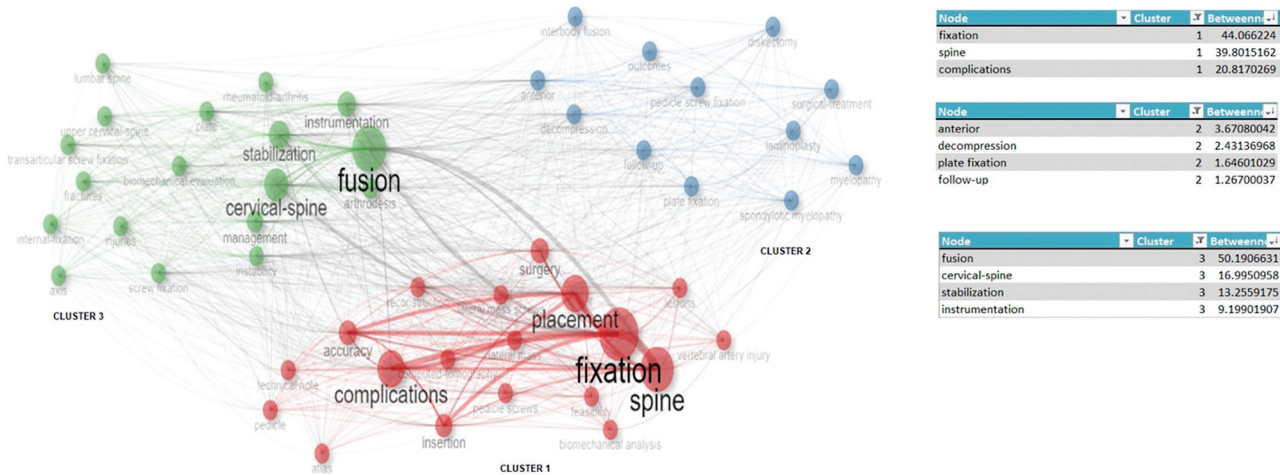 interbody fusion
diskectomy
outcomes
lumbar spine
rheumatoid-arthritis
anterior
pedicle screw fixation
surgical-treatment
plate
instrumentation
decompression
upper cervical-spine
stabilization
laminoplasty
transarticular screw fixation
follow-up
biomechanical evaluation
fusion
myelopathy
fractures
cervical-spine
arthrodesis
plate fixation
spondylotic myelopathy
internal-fixation
injuries
management
CLUSTER 2
surgery
instability
axis
screw fixation
reconstruction
lesions
CLUSTER 3
placement
accuracy
lateral mass
vertebral artery injury
fixation
computed-tomography
technical note
complications
spine
pedicle screws
feasibility
pedicle
insertion
biomechanical analysis
atlas
CLUSTER 1
Node Cluster Betweenn
fixation 1 44.066224
spine 1 39.8015162
complications 1 20.8170269
Node Cluster Betweenn
anterior 2 3.67080042
decompression 2 2.43136968
plate fixation 2 1.64601029
follow-up 2 1.26700037
Node Cluster Betweenn
fusion 3 50.1906631
cervical-spine 3 16.9950958
stabilization 3 13.2559175
instrumentation 3 9.19901907